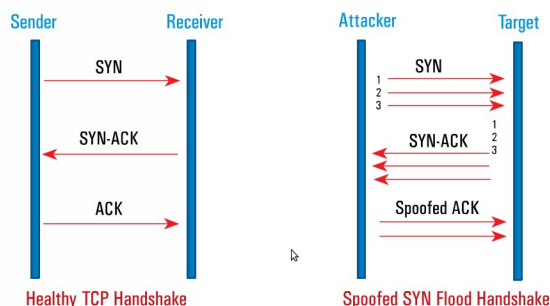 Sender Receiver
SYN
SYN-ACK
ACK
Healthy TCP Handshake
Attacker Target
SYN
1
2
3
1
SYN-ACK 2
3
Spoofed ACK
Spoofed SYN Flood Handshake